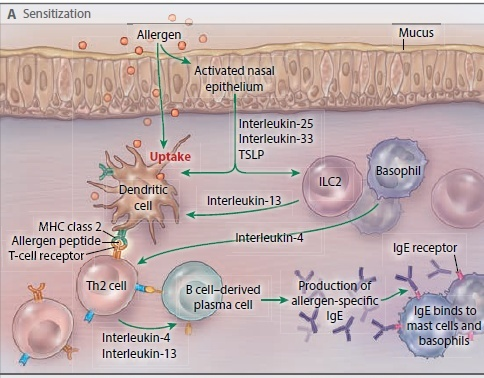 A Sensitization
Allergen
Mucus
Activated nasal
epithelium
Interleukin-25
Interleukin-33
TSLP
Uptake
Dendritic
cell
ILC2
Basophil
Interleukin-13
MHC class 2
Allergen peptide
T-cell receptor
Interleukin-4
IgE receptor
Th2 cell
B cell–derived
plasma cell
Production of
allergen-specific
IgE
IgE binds to
mast cells and
basophils
Interleukin-4
Interleukin-13